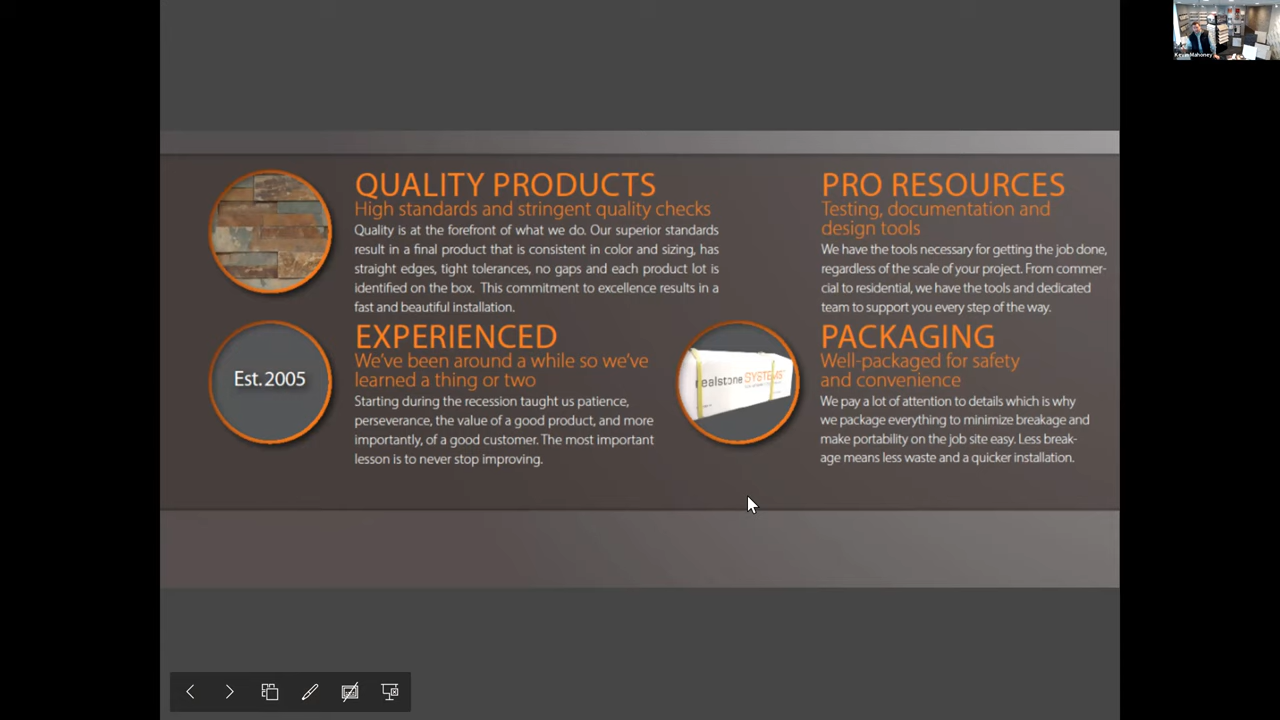 Kevin Mahoney
QUALITY PRODUCTS
High standards and stringent quality checks
Quality is at the forefront of what we do. Our superior standards
result in a final product that is consistent in color and sizing, has
straight edges, tight tolerances, no gaps and each product lot is
identified on the box. This commitment to excellence results in a
fast and beautiful installation.
PRO RESOURCES
Testing, documentation and
design tools
We have the tools necessary for getting the job done,
regardless of the scale of your project. From commer-
cial to residential, we have the tools and dedicated
team to support you every step of the way.
Est. 2005
EXPERIENCED
We've been around a while so we've
learned a thing or two
Starting during the recession taught us patience,
perseverance, the value of a good product, and more
importantly, of a good customer. The most important
lesson is to never stop improving.
realstone SYSTEMS
PACKAGING
Well-packaged for safety
and convenience
We pay a lot of attention to details which is why
we package everything to minimize breakage and
make portability on the job site easy. Less break-
age means less waste and a quicker installation.